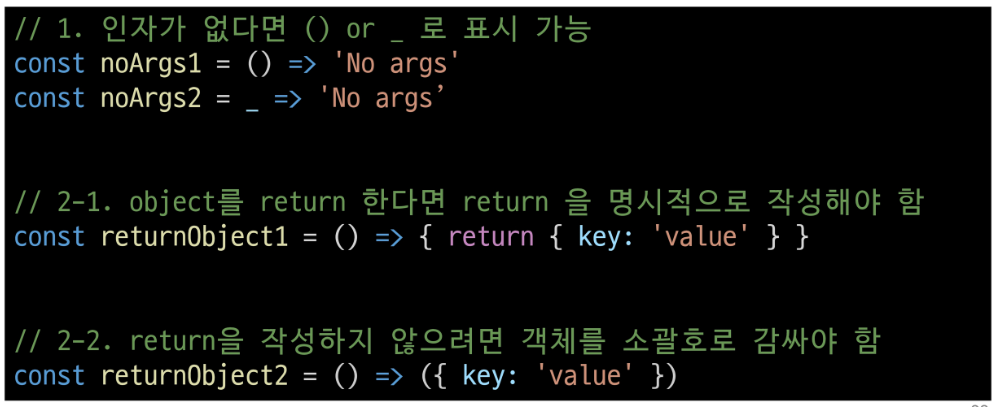 // 1. 인자가 없다면 () or _ 로 표시 가능
const noArgs1 = () => 'No args'
const noArgs2 = _ => 'No args’
// 2-1. object를 return 한다면 return 을 명시적으로 작성해야 함
const returnObject1 = () => { return { key: 'value' } }
// 2-2. return을 작성하지 않으려면 객체를 소괄호로 감싸야 함
const returnObject2 = () => ({ key: 'value' })